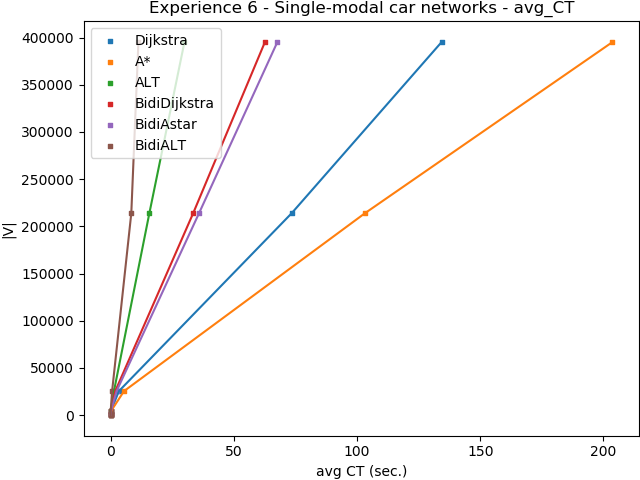 Experience 6 - Single-modal car networks - avg_CT
Dijkstra
A*
ALT
BidiDijkstra
BidiAstar
BidiALT
|V|
400000
350000
300000
250000
200000
150000
100000
50000
0
0 50 100 150 200
avg CT (sec.)